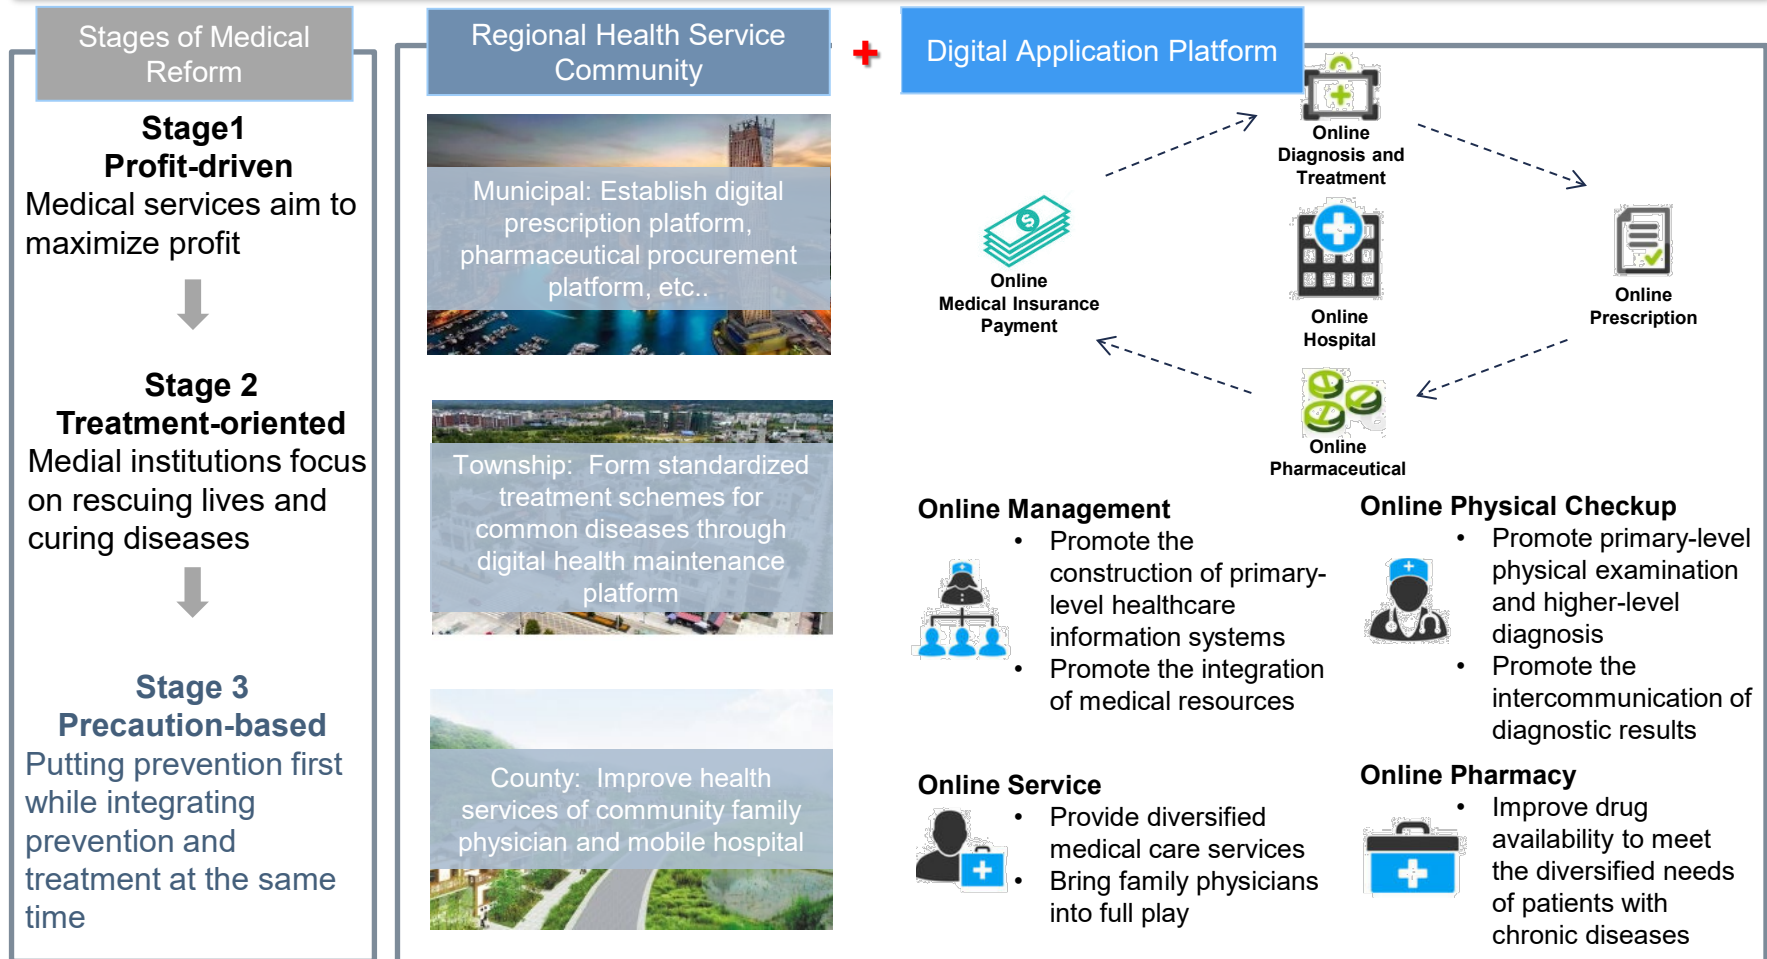 Stages of Medical
Reform
Stage1
Profit-driven
Medical services aim to
maximize profit
Stage 2
Treatment-oriented
Medial institutions focus
on rescuing lives and
curing diseases
Stage 3
Precaution-based
Putting prevention first
while integrating
prevention and
treatment at the same
time
Regional Health Service
Community
+
Digital Application Platform
Municipal: Establish digital
prescription platform,
pharmaceutical procurement
platform, etc..
Township: Form standardized
treatment schemes for
common diseases through
digital health maintenance
platform
County: Improve health
services of community family
physician and mobile hospital
Online
Diagnosis and
Treatment
Online
Medical Insurance
Payment
Online
Hospital
Online
Prescription
Online
Pharmaceutical
Online Management
• Promote the
construction of primary-
level healthcare
information systems
• Promote the integration
of medical resources
Online Physical Checkup
• Promote primary-level
physical examination
and higher-level
diagnosis
• Promote the
intercommunication of
diagnostic results
Online Service
• Provide diversified
medical care services
• Bring family physicians
into full play
Online Pharmacy
• Improve drug
availability to meet
the diversified needs
of patients with
chronic diseases